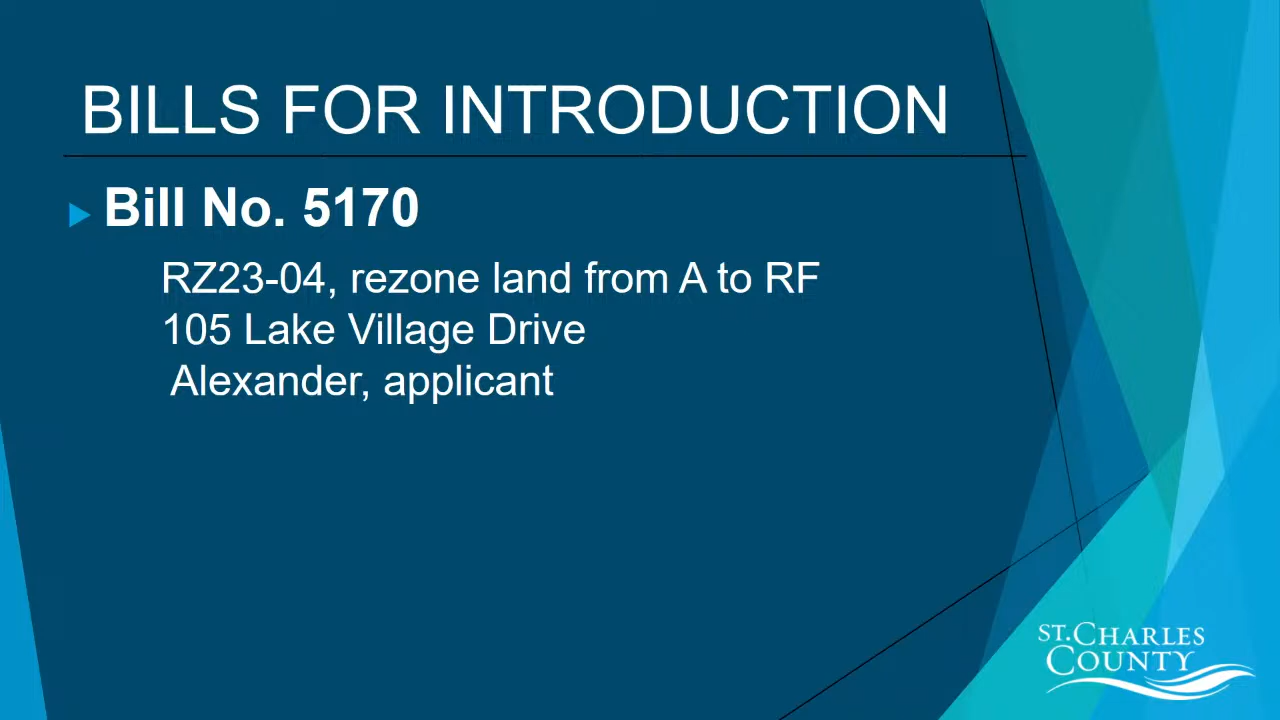 BILLS FOR INTRODUCTION
Bill No. 5170
RZ23-04, rezone land from A to RF
105 Lake Village Drive
Alexander, applicant
ST. CHARLES
COUNTY